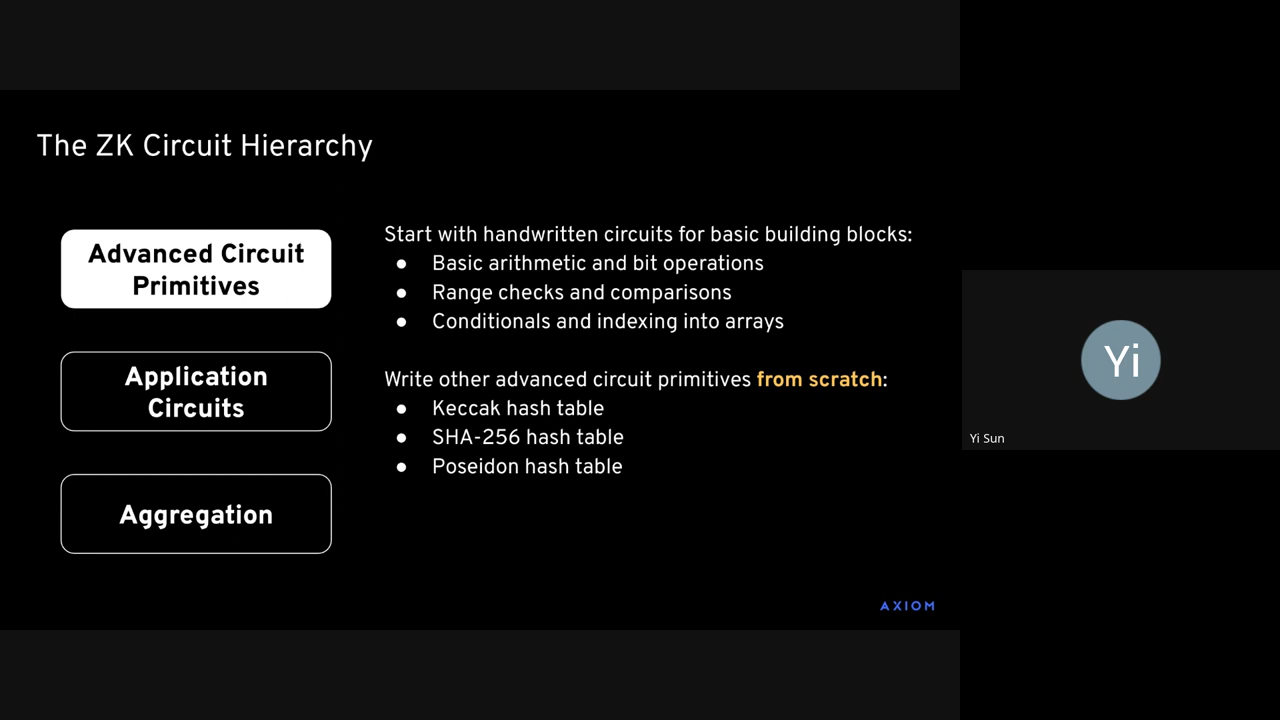 The ZK Circuit Hierarchy
Advanced Circuit
Primitives
Application
Circuits
Aggregation
Start with handwritten circuits for basic building blocks:
● Basic arithmetic and bit operations
● Range checks and comparisons
● Conditionals and indexing into arrays
Write other advanced circuit primitives from scratch:
● Keccak hash table
● SHA-256 hash table
● Poseidon hash table
AXIOM
Yi
Yi Sun